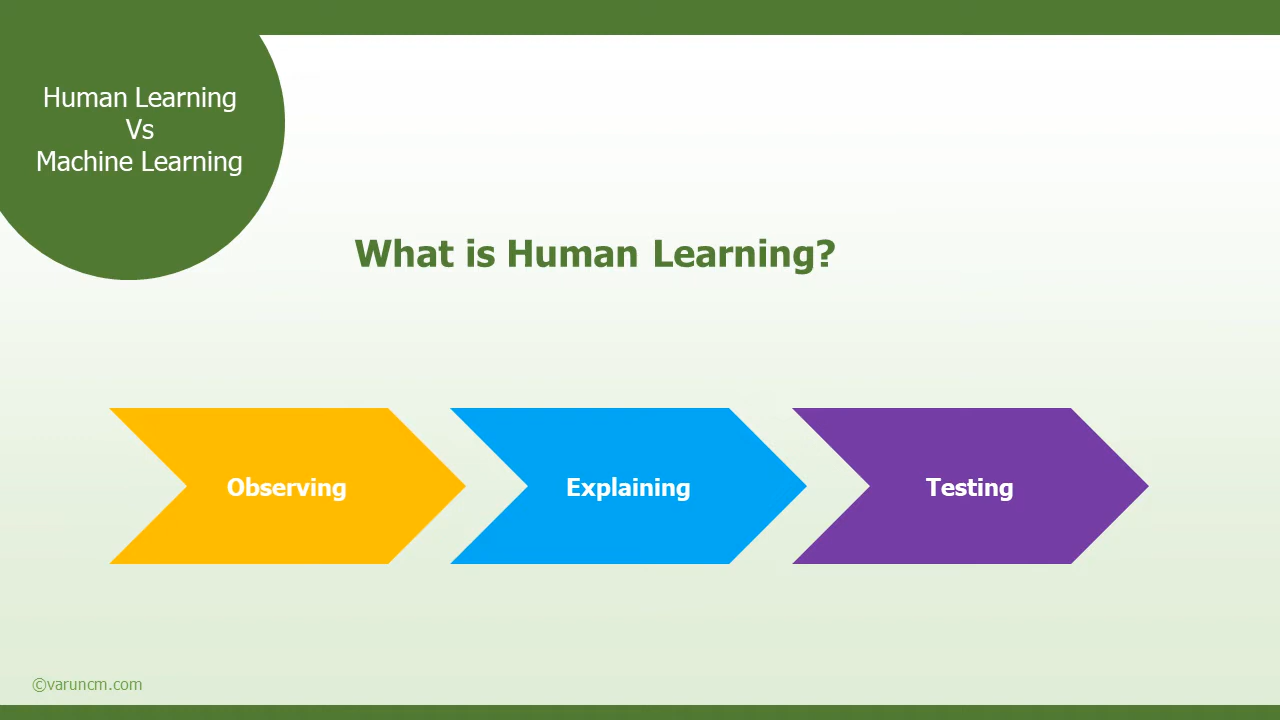 Human Learning
Vs
Machine Learning
What is Human Learning?
Observing
Explaining
Testing
©varuncm.com